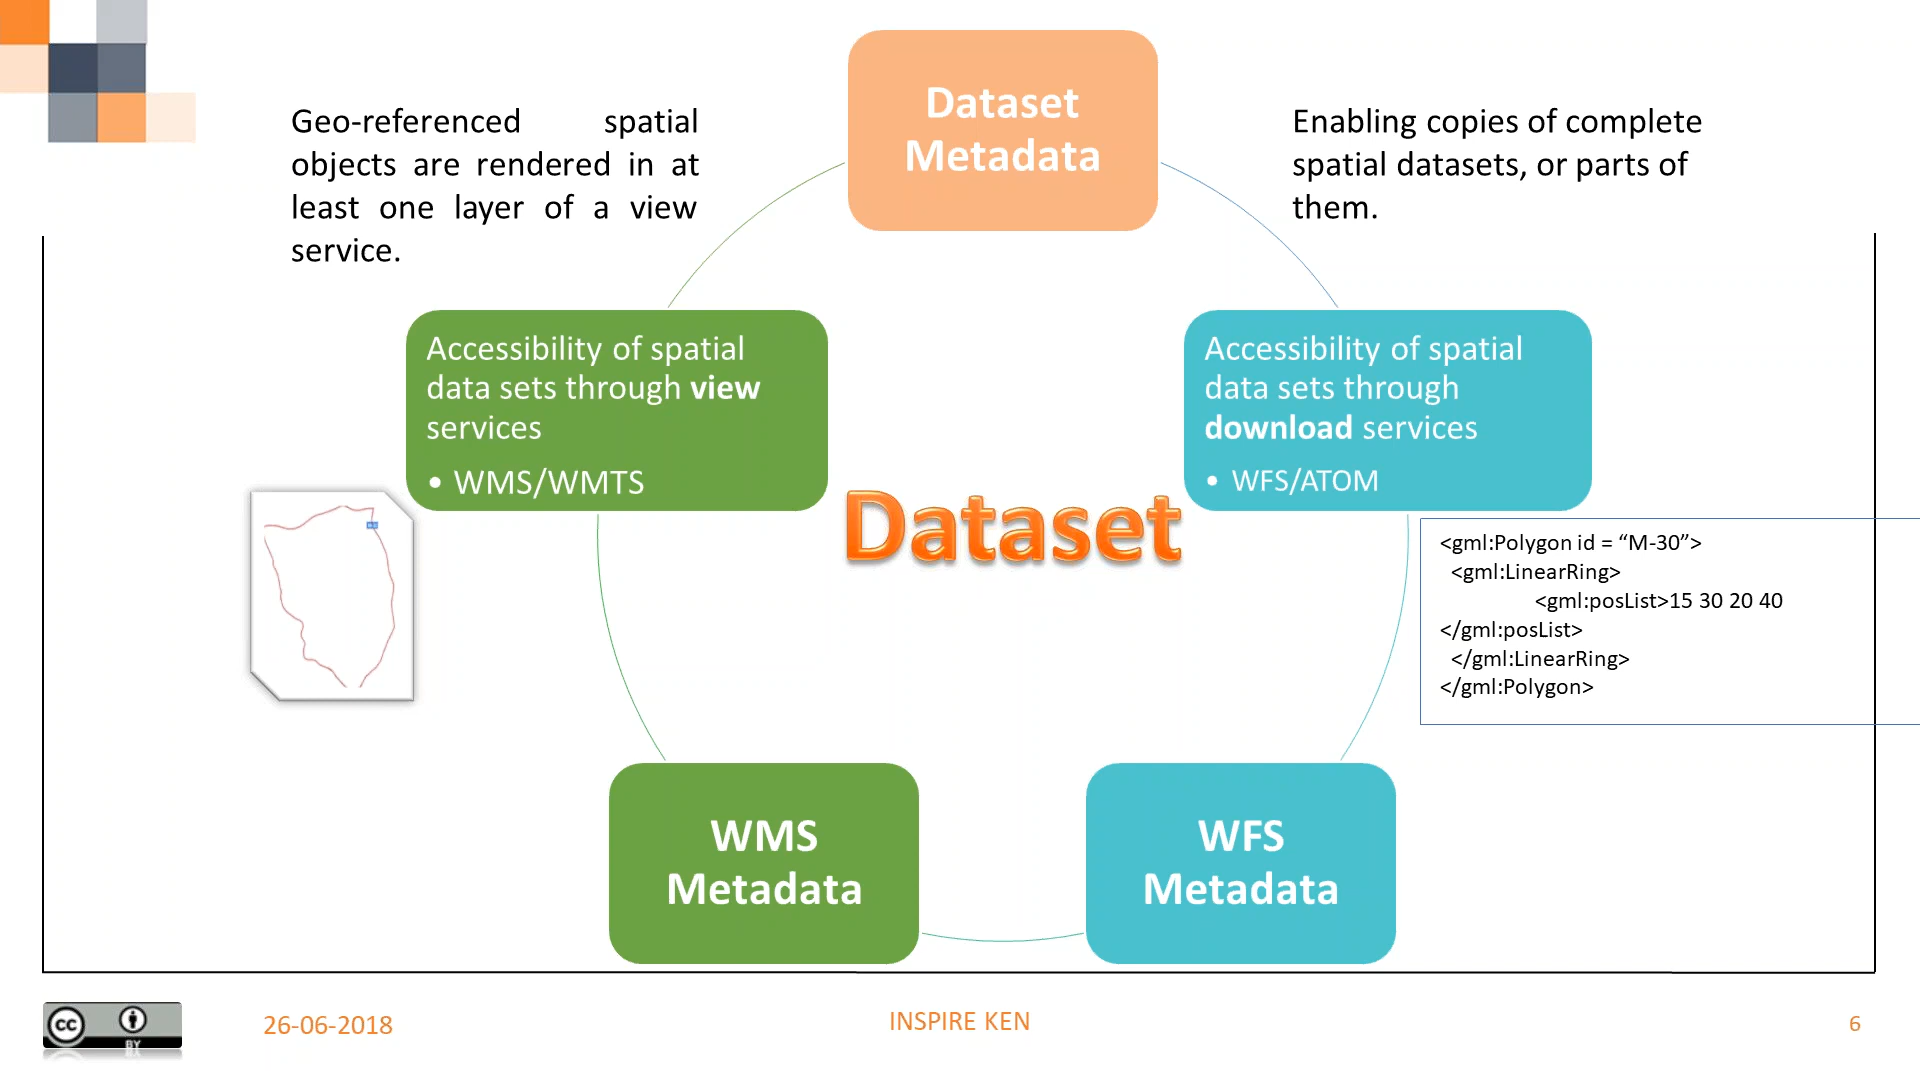 Dataset
Metadata
Geo-referenced spatial
objects are rendered in at
least one layer of a view
service.
Enabling copies of complete
spatial datasets, or parts of
them.
Accessibility of spatial
data sets through view
services
• WMS/WMTS
Accessibility of spatial
data sets through
download services
• WFS/ATOM
Dataset
<gml:Polygon id = “M-30”>
<gml:LinearRing>
<gml:posList>15 30 20 40
</gml:posList>
</gml:LinearRing>
</gml:Polygon>
WMS
Metadata
WFS
Metadata
cc
BY
26-06-2018
INSPIRE KEN
6